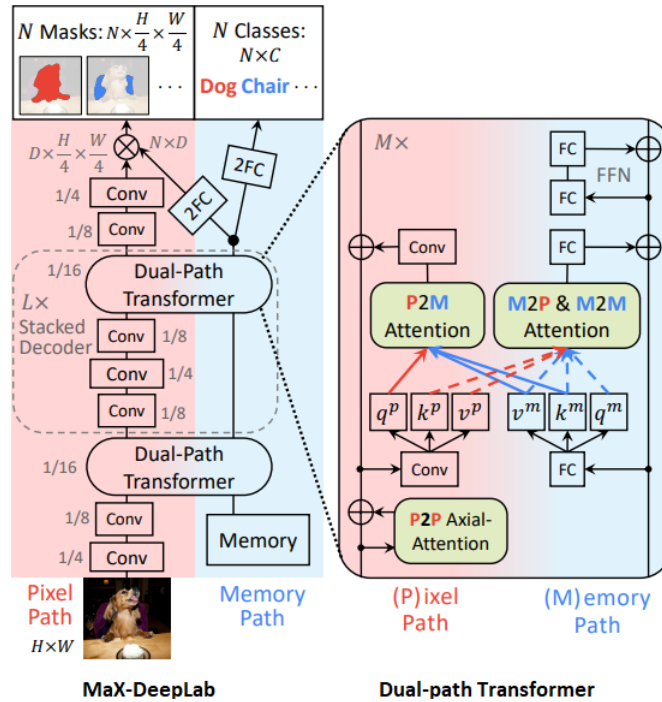 N Masks: N × H/4 × W/4
N Classes:
N×C
Dog Chair · · ·
· · ·
D × H/4 × W/4
N×D
2FC
2FC
1/4 Conv
1/8 Conv
1/16 Dual-Path
Transformer
L×
Stacked
Decoder
Conv 1/8
Conv 1/4
Conv 1/8
1/16 Dual-Path
Transformer
1/8 Conv
1/4 Conv
Memory
Pixel
Path
H×W
Memory
Path
MaX-DeepLab
M×
FC
FFN
FC
Conv
FC
P2M
Attention
M2P & M2M
Attention
q^p k^p v^p v^m k^m q^m
Conv
FC
P2P Axial-
Attention
(P)ixel
Path
(M)emory
Path
Dual-path Transformer